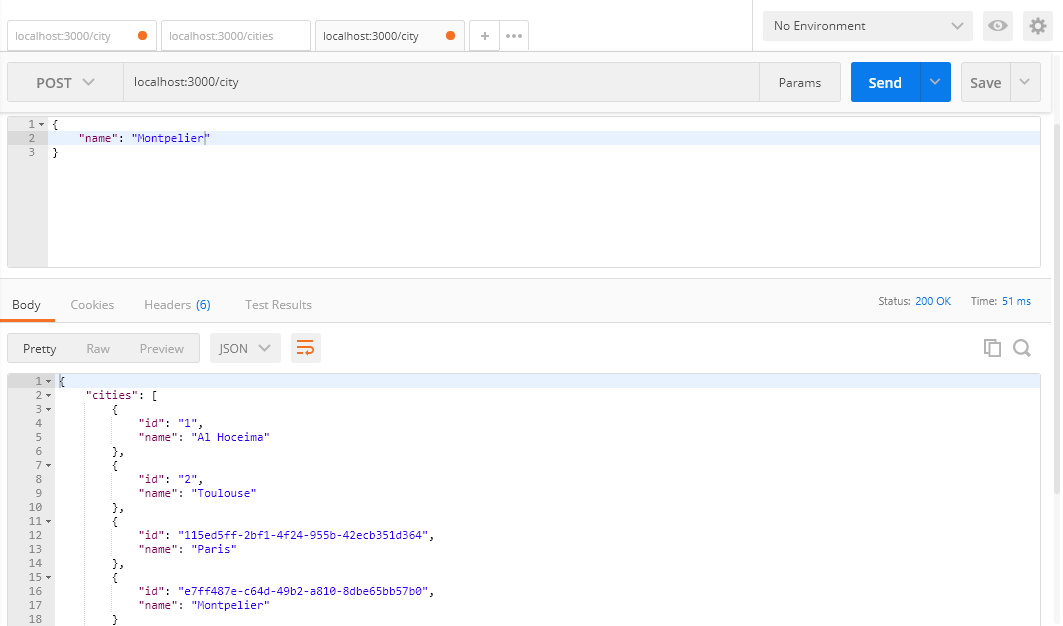 localhost:3000/city localhost:3000/cities localhost:3000/city + ••• No Environment
POST localhost:3000/city Params Send Save
1 {
2 "name": "Montpelier"
3 }
Body Cookies Headers (6) Test Results Status: 200 OK Time: 51 ms
Pretty Raw Preview JSON
1 {
2 "cities": [
3 {
4 "id": "1",
5 "name": "Al Hoceima"
6 },
7 {
8 "id": "2",
9 "name": "Toulouse"
10 },
11 {
12 "id": "115ed5ff-2bf1-4f24-955b-42ecb351d364",
13 "name": "Paris"
14 },
15 {
16 "id": "e7ff487e-c64d-49b2-a810-8dbe65bb57b0",
17 "name": "Montpelier"
18 }